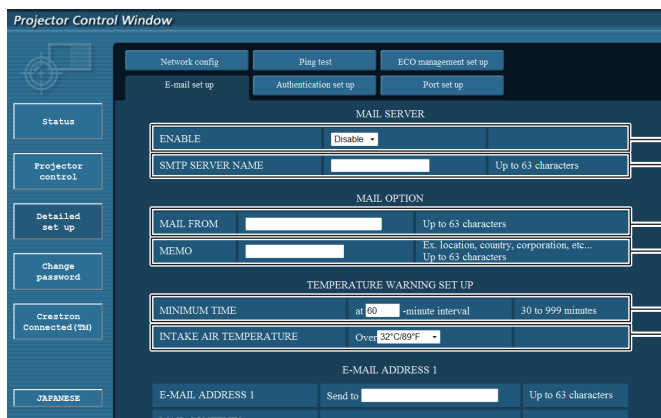 Projector Control Window
Network config
Ping test
ECO management set up
E-mail set up
Authentication set up
Port set up
Status
Projector
control
Detailed
set up
Change
password
Crestron
Connected(TM)
JAPANESE
MAIL SERVER
ENABLE Disable
SMTP SERVER NAME Up to 63 characters
MAIL OPTION
MAIL FROM Up to 63 characters
MEMO Ex. location, country, corporation, etc...
Up to 63 characters
TEMPERATURE WARNING SET UP
MINIMUM TIME at 60 -minute interval 30 to 999 minutes
INTAKE AIR TEMPERATURE Over 32°C/89°F
E-MAIL ADDRESS 1
E-MAIL ADDRESS 1 Send to Up to 63 characters